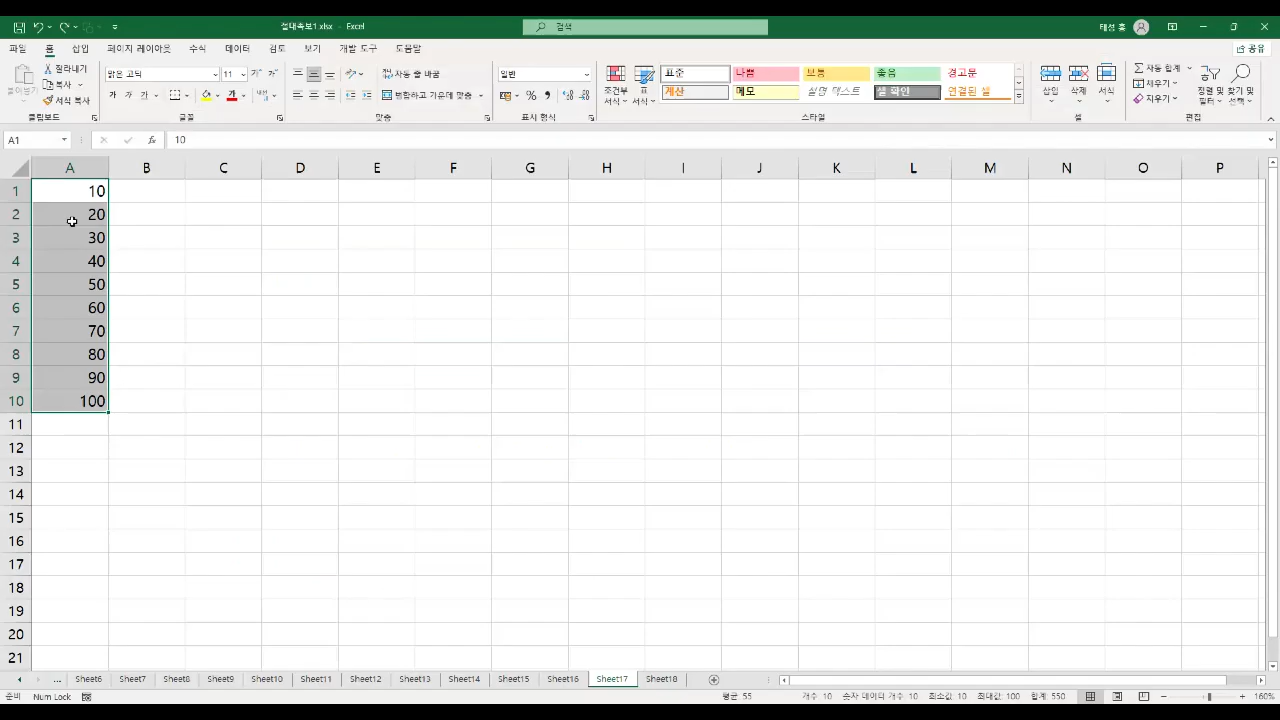 절대속보1.xlsx - Excel
검색
태성 홍
파일 홈 삽입 페이지 레이아웃 수식 데이터 검토 보기 개발 도구 도움말 공유
붙여넣기 잘라내기 복사 서식 복사
맑은 고딕 11 가 가 가
자동 줄 바꿈 병합하고 가운데 맞춤
일반 % ,
조건부 서식 표 서식
표준 나쁨 보통 좋음 경고문
계산 메모 설명 텍스트 셀 확인 연결된 셀
삽입 삭제 서식
자동 합계 채우기 지우기 정렬 및 필터 찾기 및 선택
클립보드 글꼴 맞춤 표시 형식 스타일 셀 편집
A1 fx 10
A B C D E F G H I J K L M N O P
1 10
2 20
3 30
4 40
5 50
6 60
7 70
8 80
9 90
10 100
11
12
13
14
15
16
17
18
19
20
21
... Sheet6 Sheet7 Sheet8 Sheet9 Sheet10 Sheet11 Sheet12 Sheet13 Sheet14 Sheet15 Sheet16 Sheet17 Sheet18
준비 Num Lock 평균: 55 개수: 10 숫자 데이터 개수: 10 최소값: 10 최대값: 100 합계: 550 160%